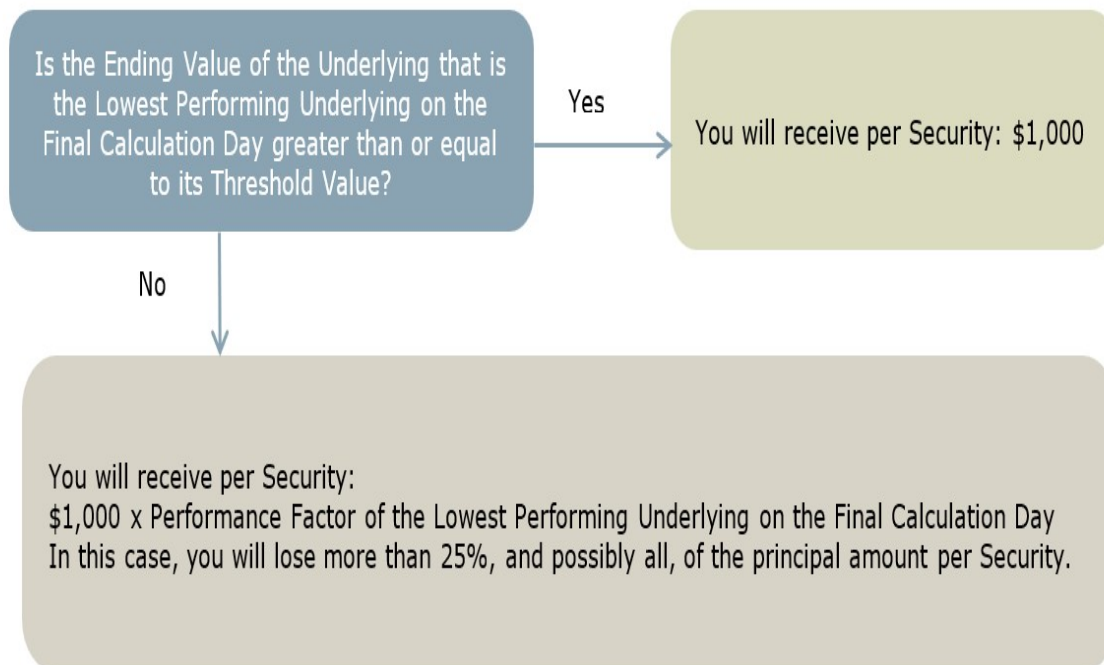 Is the Ending Value of the Underlying that is
the Lowest Performing Underlying on the
Final Calculation Day greater than or equal
to its Threshold Value?
Yes
You will receive per Security: $1,000
No
You will receive per Security:
$1,000 x Performance Factor of the Lowest Performing Underlying on the Final Calculation Day
In this case, you will lose more than 25%, and possibly all, of the principal amount per Security.